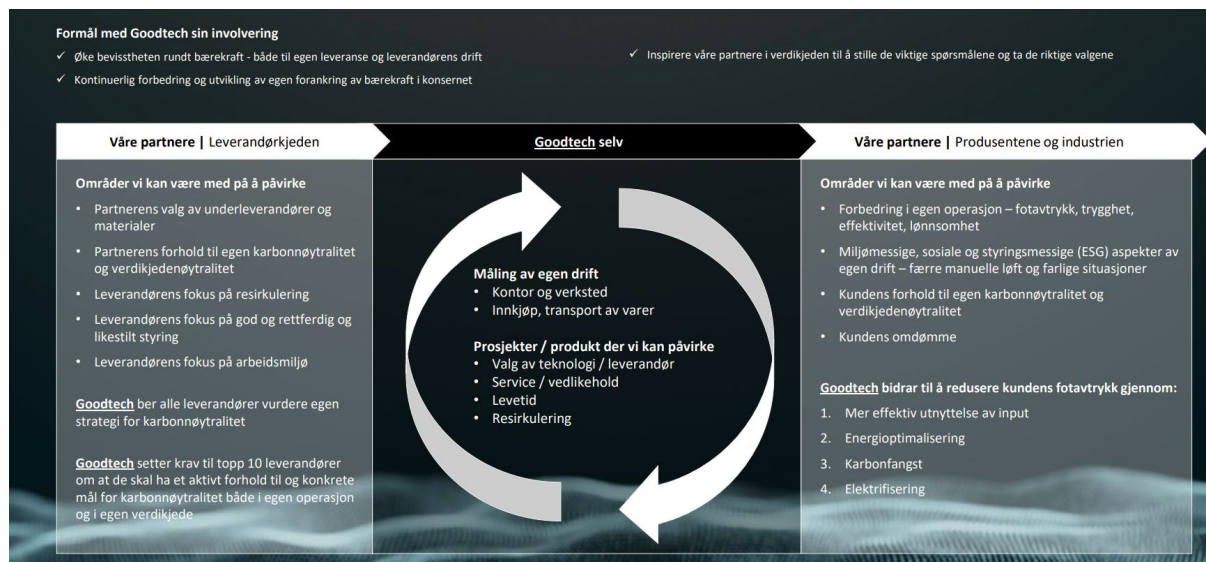 Formål med Goodtech sin involvering
✓ Øke bevisstheten rundt bærekraft - både til egen leveranse og leverandørens drift
✓ Kontinuerlig forbedring og utvikling av egen forankring av bærekraft i konsernet
✓ Inspirere våre partnere i verdikjeden til å stille de viktige spørsmålene og ta de riktige valgene
Våre partnere | Leverandørkjeden
Områder vi kan være med på å påvirke
• Partnerens valg av underleverandører og
materialer
• Partnerens forhold til egen karbonnøytralitet
og verdikjedenøytralitet
• Leverandørens fokus på resirkulering
• Leverandørens fokus på god og rettferdig og
likestilt styring
• Leverandørens fokus på arbeidsmiljø
Goodtech ber alle leverandører vurdere egen
strategi for karbonnøytralitet
Goodtech setter krav til topp 10 leverandører
om at de skal ha et aktivt forhold til og konkrete
mål for karbonnøytralitet både i egen operasjon
og i egen verdikjede
Goodtech selv
Måling av egen drift
• Kontor og verksted
• Innkjøp, transport av varer
Prosjekter / produkt der vi kan påvirke
• Valg av teknologi / leverandør
• Service / vedlikehold
• Levetid
• Resirkulering
Våre partnere | Produsentene og industrien
Områder vi kan være med på å påvirke
• Forbedring i egen operasjon – fotavtrykk, trygghet,
effektivitet, lønnsomhet
• Miljømessige, sosiale og styringsmessige (ESG) aspekter av
egen drift – færre manuelle løft og farlige situasjoner
• Kundens forhold til egen karbonnøytralitet og
verdikjedenøytralitet
• Kundens omdømme
Goodtech bidrar til å redusere kundens fotavtrykk gjennom:
1. Mer effektiv utnyttelse av input
2. Energioptimalisering
3. Karbonfangst
4. Elektrifisering